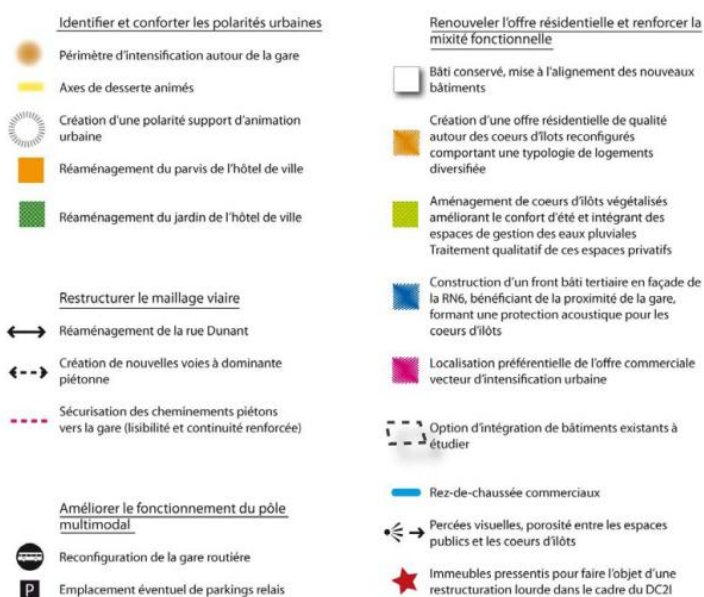 Identifier et conforter les polarités urbaines
Périmètre d'intensification autour de la gare
Axes de desserte animés
Création d'une polarité support d'animation
urbaine
Réaménagement du parvis de l'hôtel de ville
Réaménagement du jardin de l'hôtel de ville
Restructurer le maillage viaire
Réaménagement de la rue Dunant
Création de nouvelles voies à dominante
piétonne
Sécurisation des cheminements piétons
vers la gare (lisibilité et continuité renforcée)
Améliorer le fonctionnement du pôle
multimodal
Reconfiguration de la gare routiére
P Emplacement éventuel de parkings relais
Renouveler l'offre résidentielle et renforcer la
mixité fonctionnelle
Bâti conservé, mise à l'alignement des nouveaux
bâtiments
Création d'une offre résidentielle de qualité
autour des coeurs d'îlots reconfigurés
comportant une typologie de logements
diversifiée
Aménagement de coeurs d'ilôts végétalisés
améliorant le confort d'été et intégrant des
espaces de gestion des eaux pluviales
Traitement qualitatif de ces espaces privatifs
Construction d'un front bâti tertiaire en façade de
la RN6, bénéficiant de la proximité de la gare,
formant une protection acoustique pour les
coeurs d'ilôts
Localisation préférentielle de l'offre commerciale
vecteur d'intensification urbaine
Option d'intégration de bâtiments existants à
étudier
Rez-de-chaussée commerciaux
Percées visuelles, porosité entre les espaces
publics et les coeurs d'ilôts
Immeubles pressentis pour faire l'objet d'une
restructuration lourde dans le cadre du DC2I